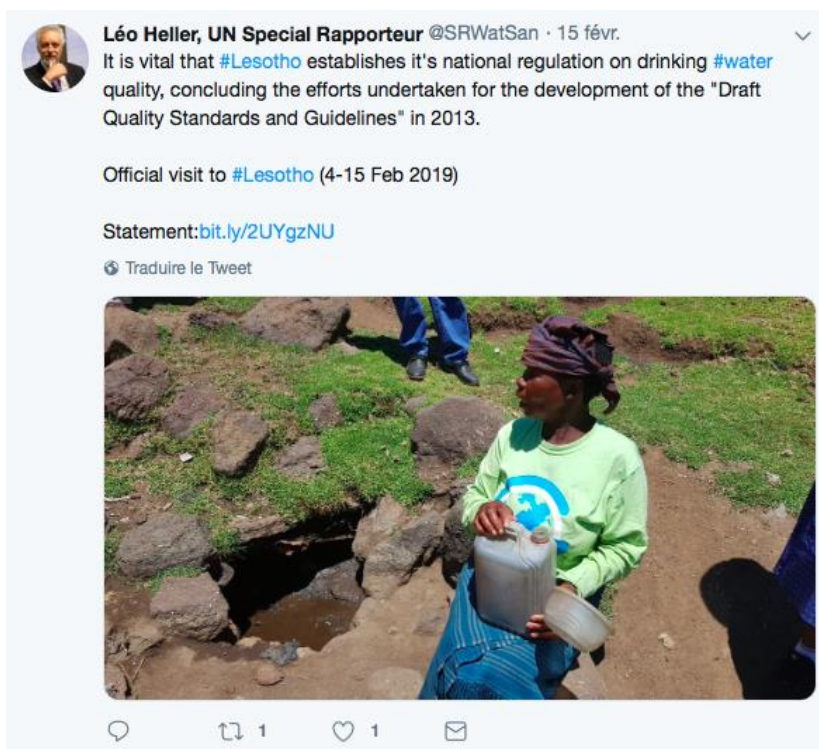 Léo Heller, UN Special Rapporteur @SRWatSan · 15 févr.
It is vital that #Lesotho establishes it's national regulation on drinking #water
quality, concluding the efforts undertaken for the development of the "Draft
Quality Standards and Guidelines" in 2013.
Official visit to #Lesotho (4-15 Feb 2019)
Statement:bit.ly/2UYgzNU
Traduire le Tweet
1 1